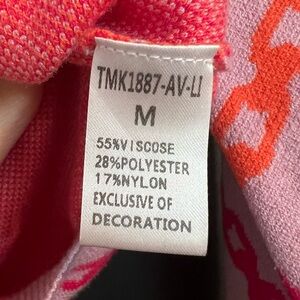 TMK1887-AV-LI
M
55%VISCOSE
28%POLYESTER
17%NYLON
EXCLUSIVE OF
DECORATION